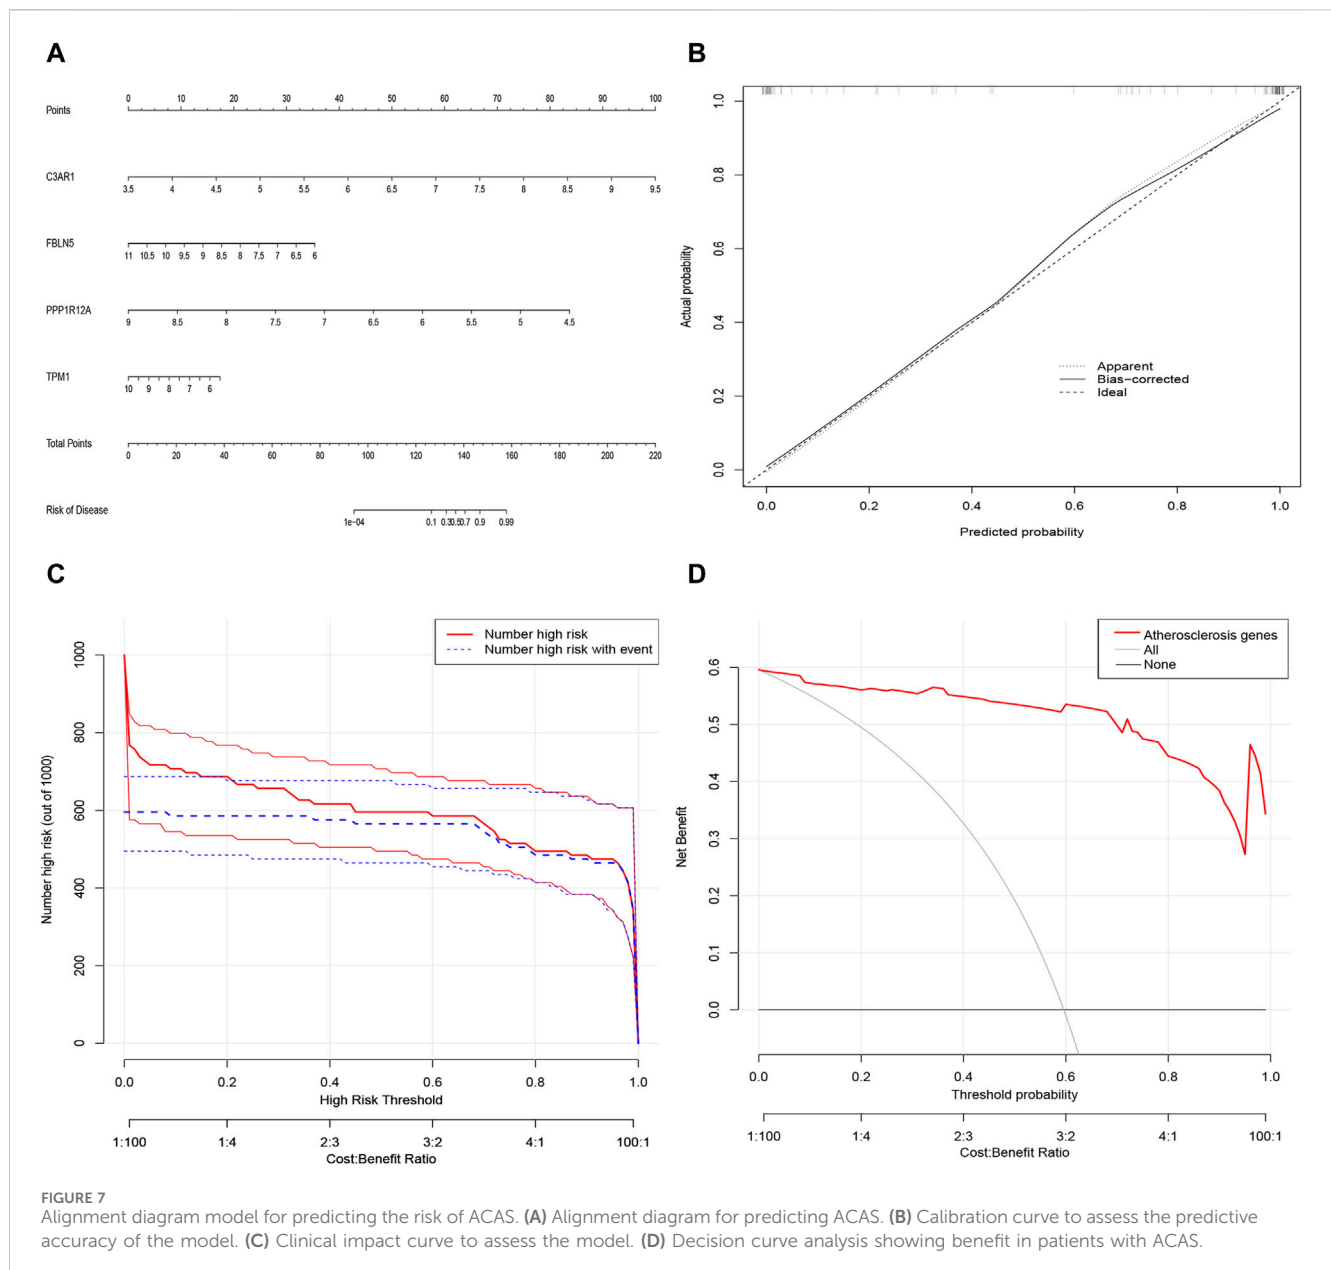 A
Points
0 10 20 30 40 50 60 70 80 90 100
C3AR1
3.5 4 4.5 5 5.5 6 6.5 7 7.5 8 8.5 9 9.5
FBLN5
11 10.5 10 9.5 9 8.5 8 7.5 7 6.5 6
PPP1R12A
9 8.5 8 7.5 7 6.5 6 5.5 5 4.5
TPM1
10 9 8 7 6
Total Points
0 20 40 60 80 100 120 140 160 180 200 220
Risk of Disease
1e−04 0.1 0.3 0.5 0.7 0.9 0.99
B
Actual probability
1.0
0.8
0.6
0.4
0.2
0.0
Apparent
Bias−corrected
Ideal
0.0 0.2 0.4 0.6 0.8 1.0
Predicted probability
C
Number high risk
Number high risk with event
Number high risk (out of 1000)
1000
800
600
400
200
0
0.0 0.2 0.4 0.6 0.8 1.0
High Risk Threshold
1:100 1:4 2:3 3:2 4:1 100:1
Cost:Benefit Ratio
D
Atherosclerosis genes
All
None
Net Benefit
0.6
0.5
0.4
0.3
0.2
0.1
0.0
0.0 0.2 0.4 0.6 0.8 1.0
Threshold probability
1:100 1:4 2:3 3:2 4:1 100:1
Cost:Benefit Ratio
FIGURE 7
Alignment diagram model for predicting the risk of ACAS. (A) Alignment diagram for predicting ACAS. (B) Calibration curve to assess the predictive
accuracy of the model. (C) Clinical impact curve to assess the model. (D) Decision curve analysis showing benefit in patients with ACAS.